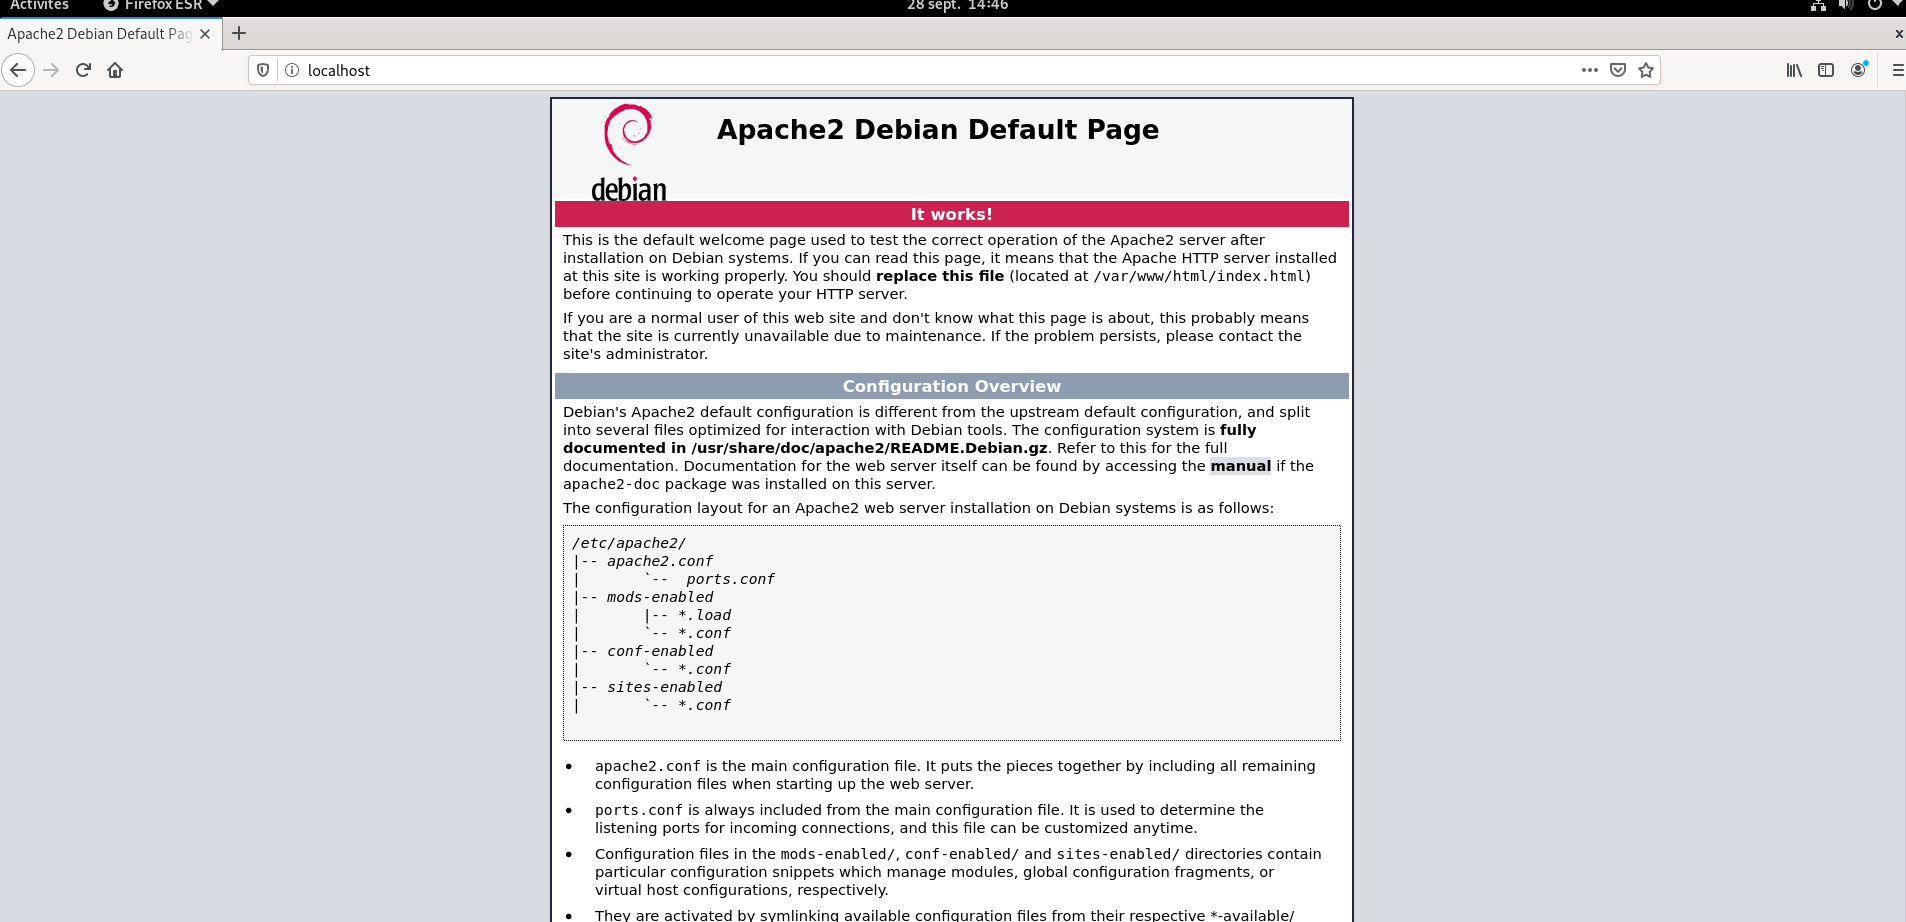 Activités Firefox ESR 28 sept. 14:46
Apache2 Debian Default Pag
localhost
debian
Apache2 Debian Default Page
It works!
This is the default welcome page used to test the correct operation of the Apache2 server after
installation on Debian systems. If you can read this page, it means that the Apache HTTP server installed
at this site is working properly. You should replace this file (located at /var/www/html/index.html)
before continuing to operate your HTTP server.
If you are a normal user of this web site and don't know what this page is about, this probably means
that the site is currently unavailable due to maintenance. If the problem persists, please contact the
site's administrator.
Configuration Overview
Debian's Apache2 default configuration is different from the upstream default configuration, and split
into several files optimized for interaction with Debian tools. The configuration system is fully
documented in /usr/share/doc/apache2/README.Debian.gz. Refer to this for the full
documentation. Documentation for the web server itself can be found by accessing the manual if the
apache2-doc package was installed on this server.
The configuration layout for an Apache2 web server installation on Debian systems is as follows:
/etc/apache2/
|-- apache2.conf
|       `--  ports.conf
|-- mods-enabled
|       |-- *.load
|       `-- *.conf
|-- conf-enabled
|       `-- *.conf
|-- sites-enabled
|       `-- *.conf
• apache2.conf is the main configuration file. It puts the pieces together by including all remaining
configuration files when starting up the web server.
• ports.conf is always included from the main configuration file. It is used to determine the
listening ports for incoming connections, and this file can be customized anytime.
• Configuration files in the mods-enabled/, conf-enabled/ and sites-enabled/ directories contain
particular configuration snippets which manage modules, global configuration fragments, or
virtual host configurations, respectively.
• They are activated by symlinking available configuration files from their respective *-available/